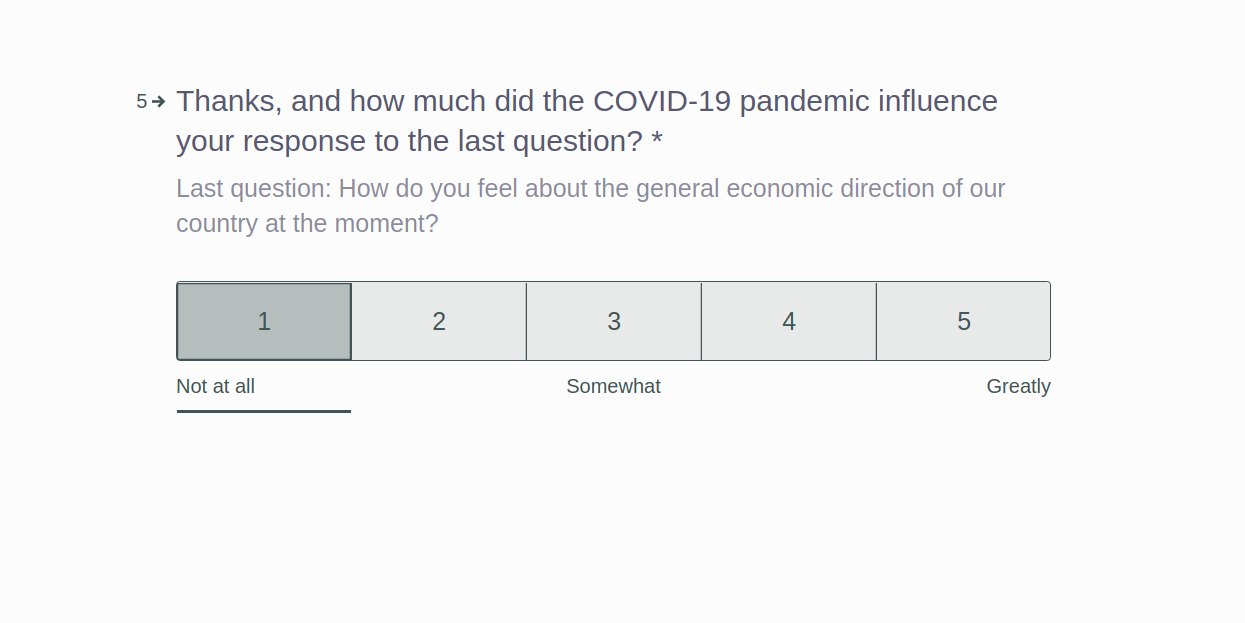 5→ Thanks, and how much did the COVID-19 pandemic influence
your response to the last question? *
Last question: How do you feel about the general economic direction of our
country at the moment?
1 2 3 4 5
Not at all Somewhat Greatly